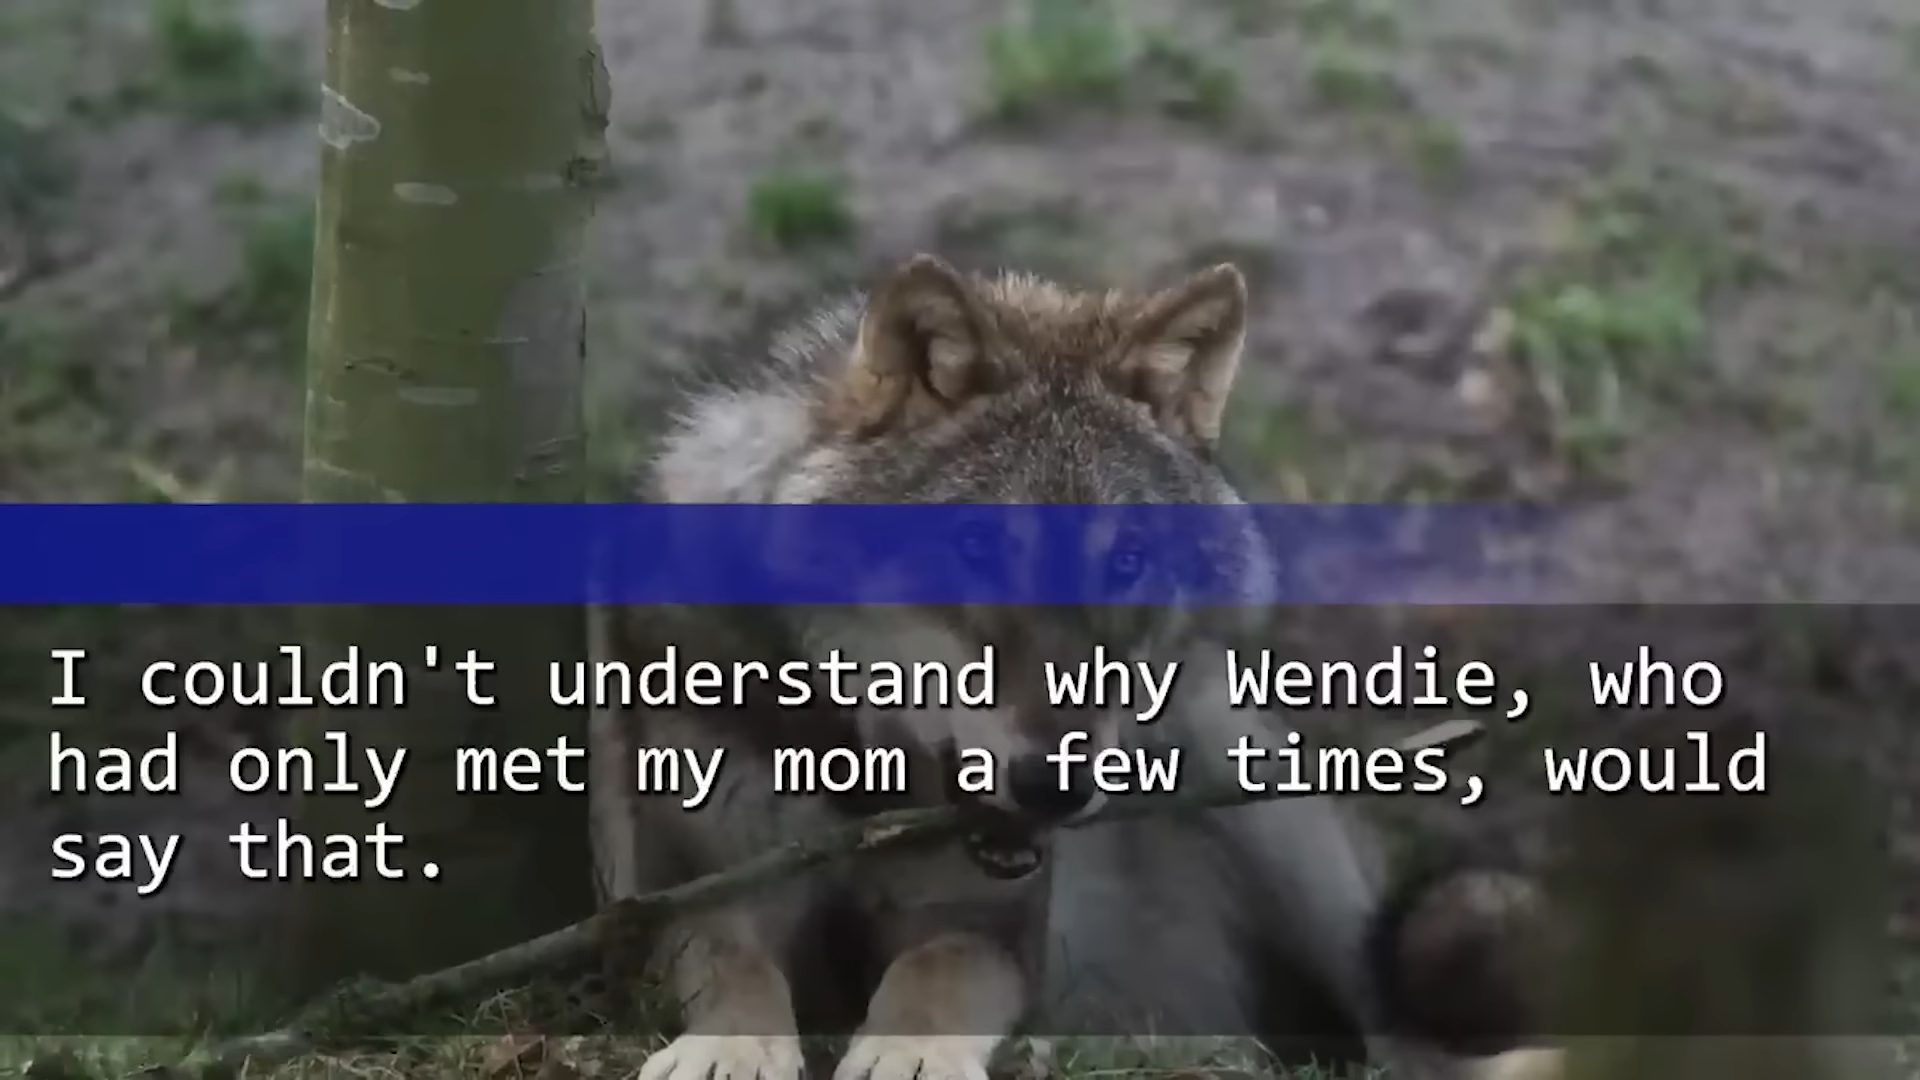 I couldn't understand why Wendie, who
had only met my mom a few times, would
say that.